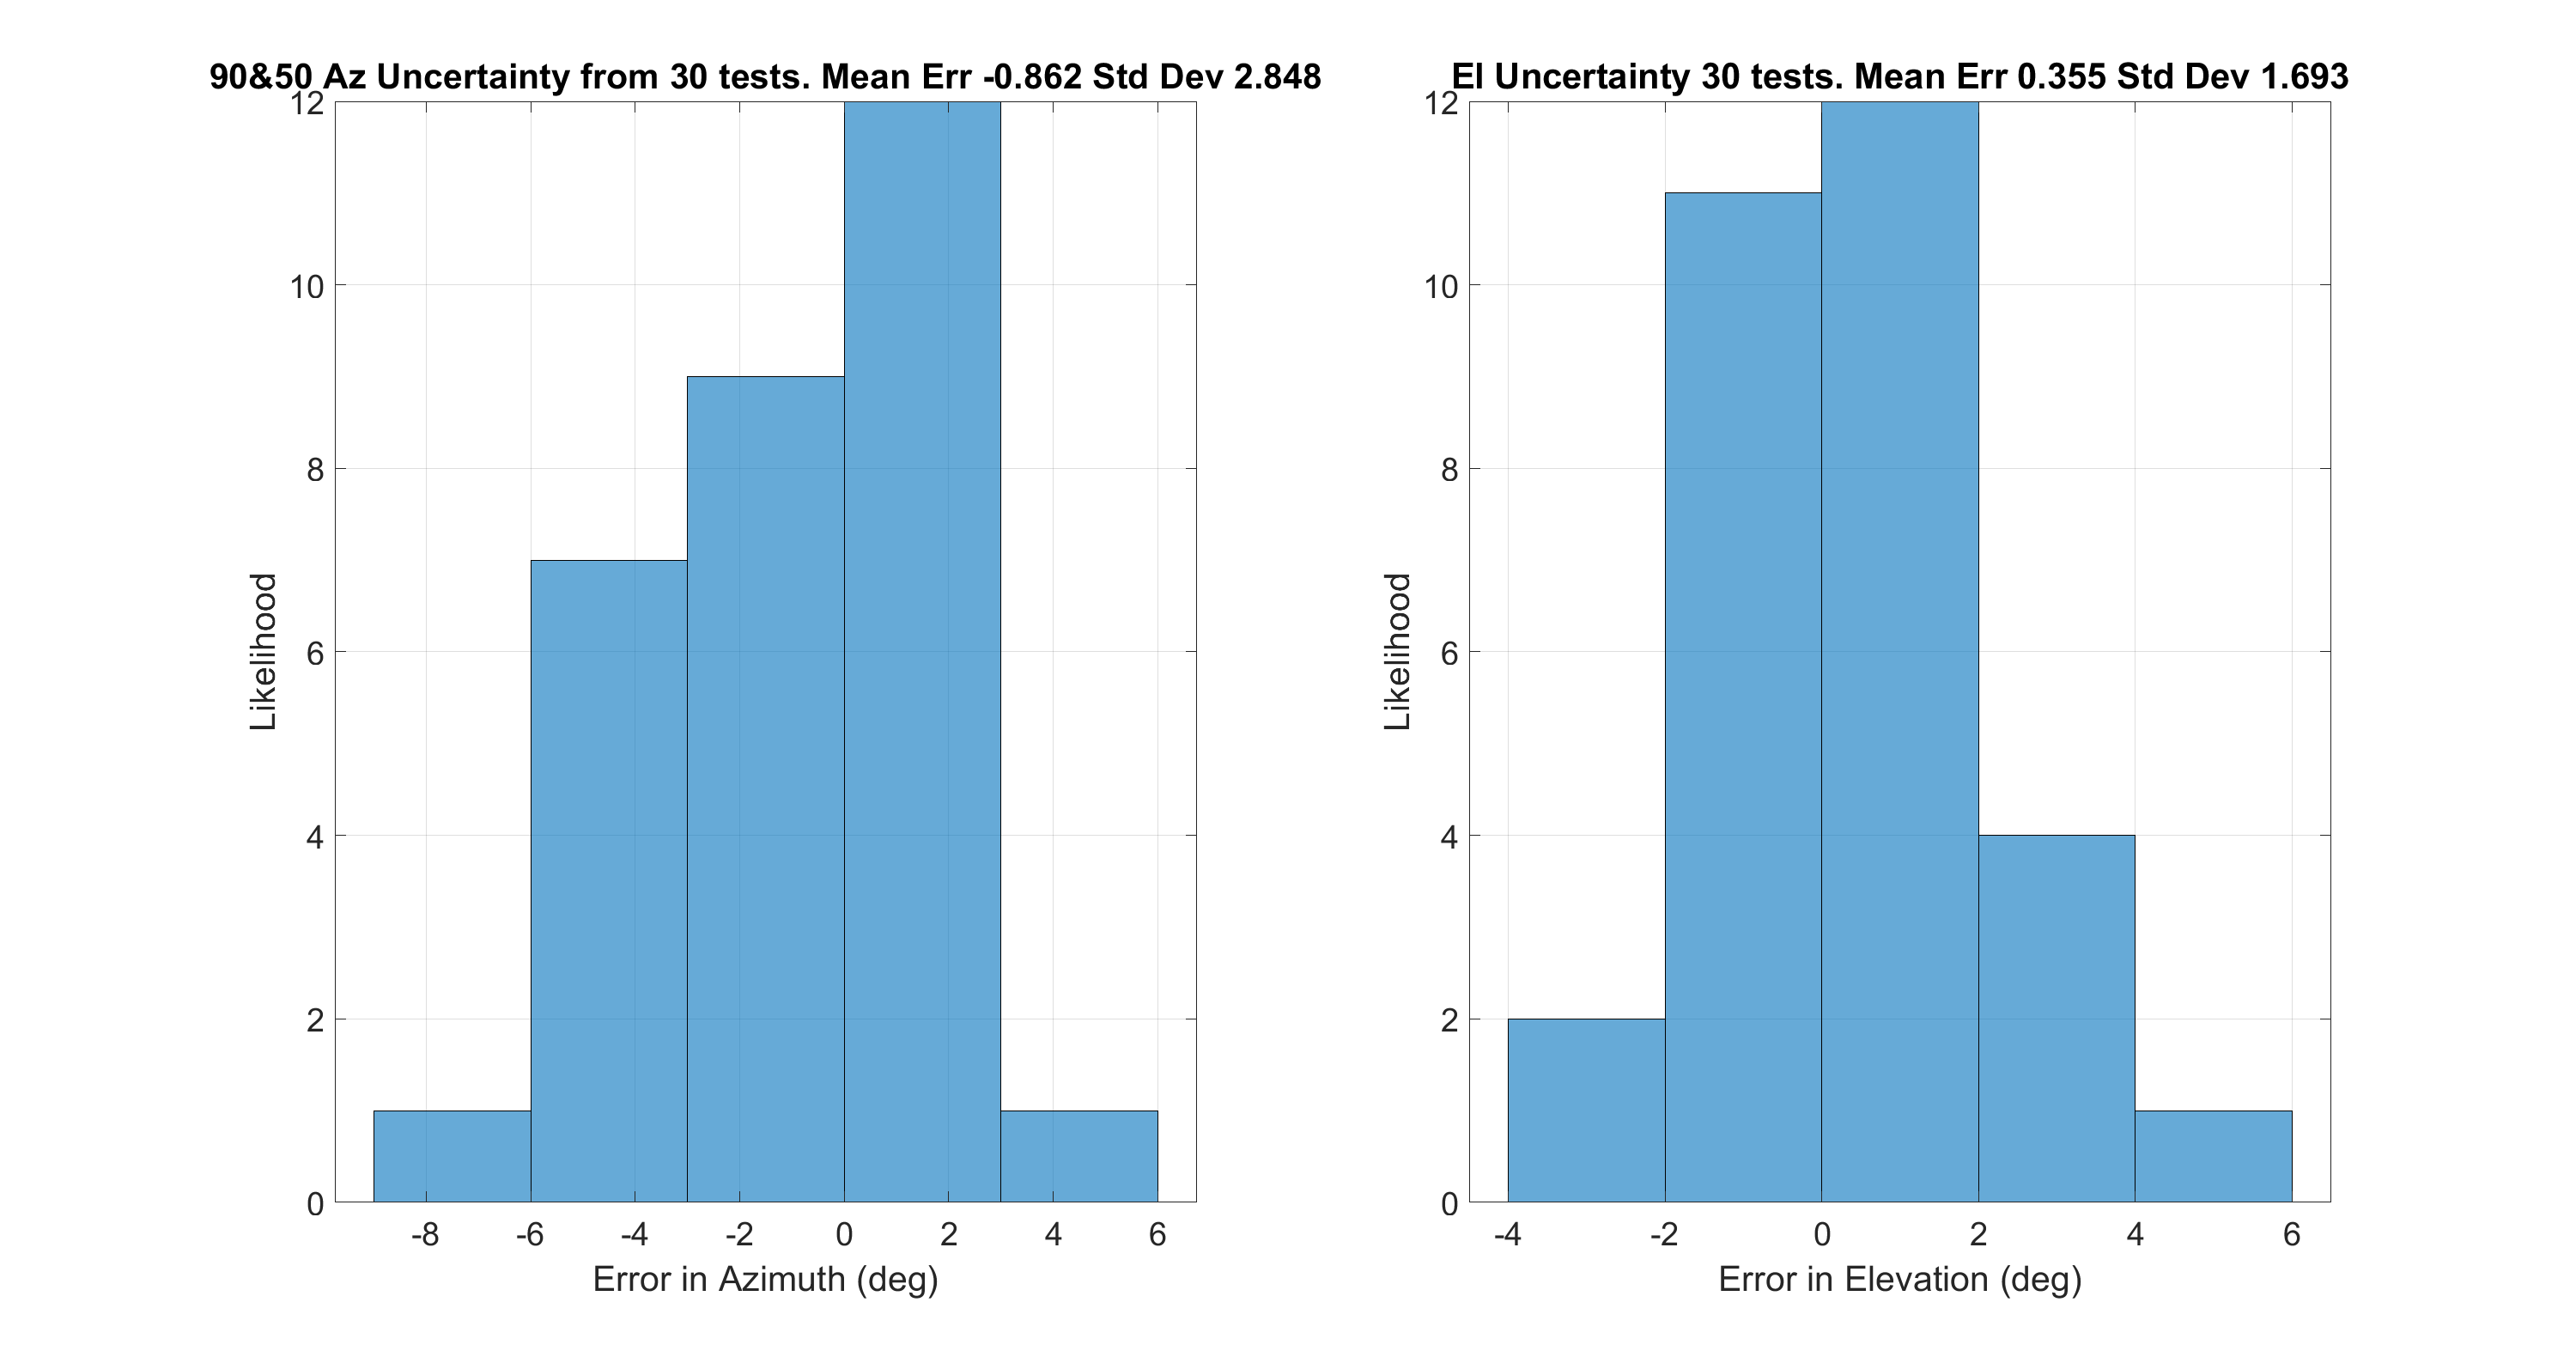 90&50 Az Uncertainty from 30 tests. Mean Err -0.862 Std Dev 2.848
12
10
8
6
4
2
0
Likelihood
-8 -6 -4 -2 0 2 4 6
Error in Azimuth (deg)
El Uncertainty 30 tests. Mean Err 0.355 Std Dev 1.693
12
10
8
6
4
2
0
Likelihood
-4 -2 0 2 4 6
Error in Elevation (deg)